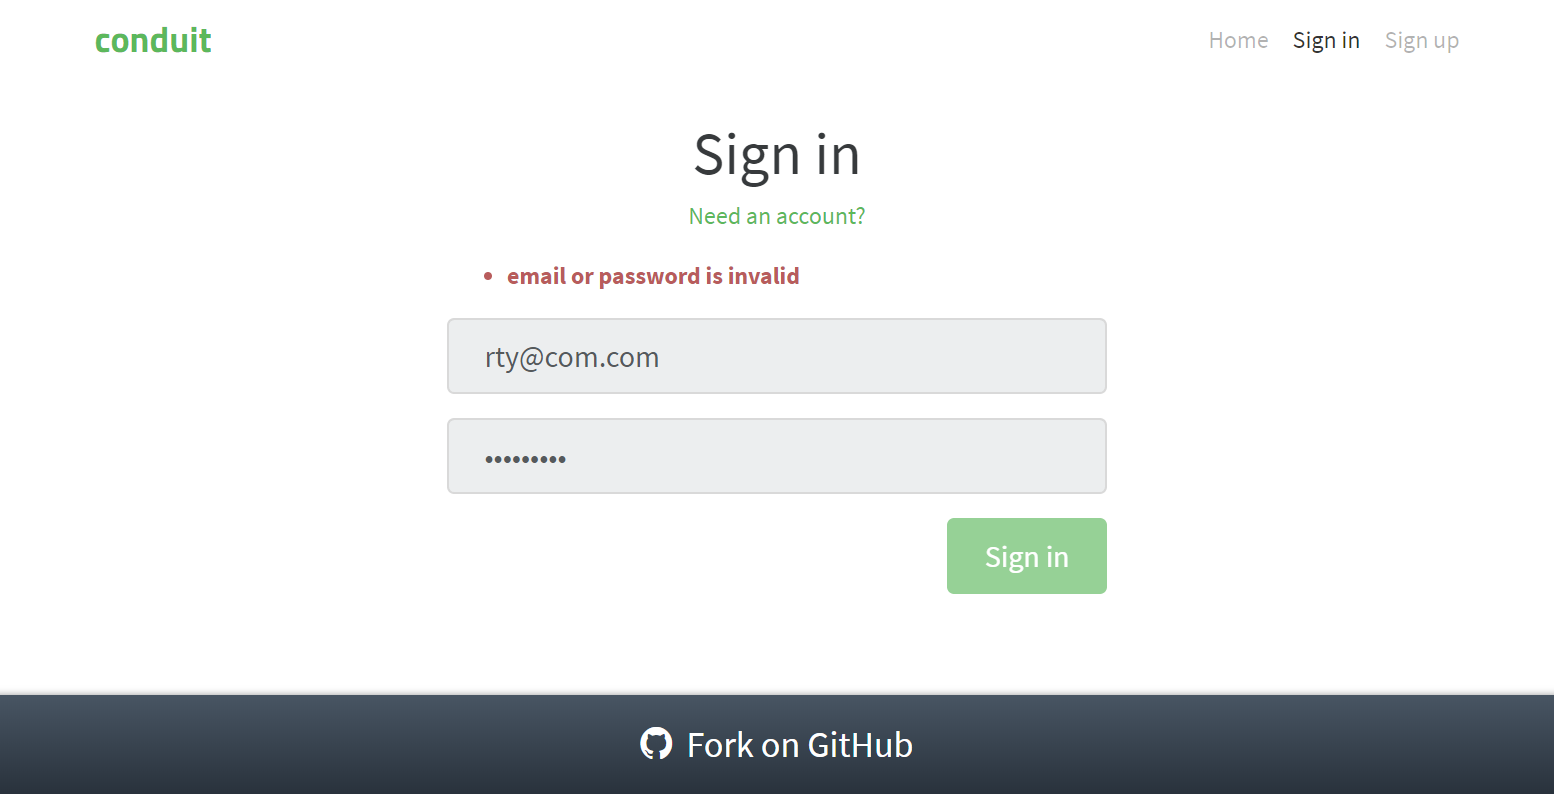 conduit
Home Sign in Sign up
Sign in
Need an account?
• email or password is invalid
rty@com.com
•••••••••
Sign in
Fork on GitHub